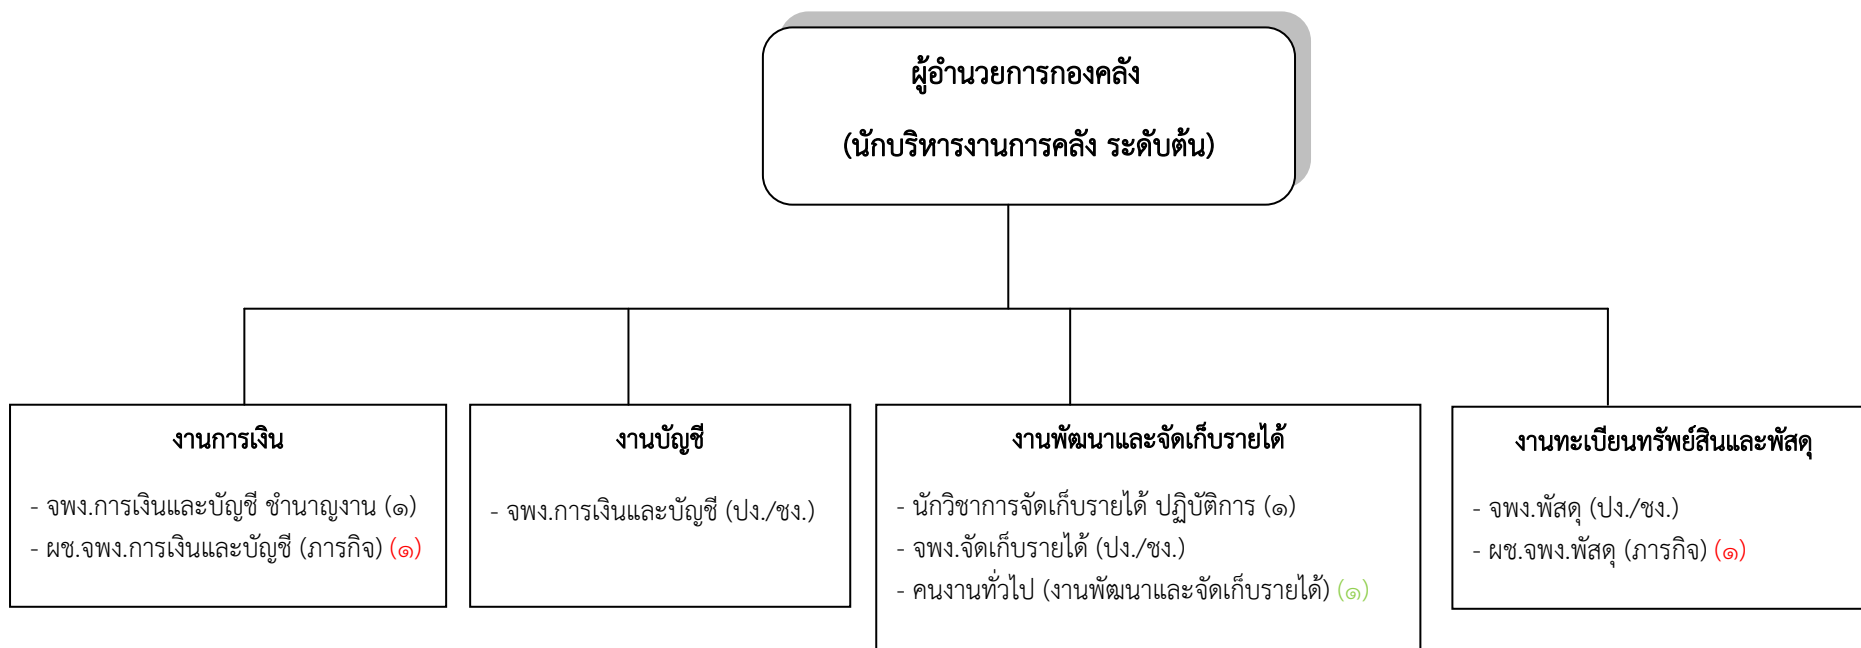 ผู้อำนวยการกองคลัง
(นักบริหารงานการคลัง ระดับต้น)
งานการเงิน
- จพง.การเงินและบัญชี ชำนาญงาน (๑)
- ผช.จพง.การเงินและบัญชี (ภารกิจ) (๑)
งานบัญชี
- จพง.การเงินและบัญชี (ปง./ชง.)
งานพัฒนาและจัดเก็บรายได้
- นักวิชาการจัดเก็บรายได้ ปฏิบัติการ (๑)
- จพง.จัดเก็บรายได้ (ปง./ชง.)
- คนงานทั่วไป (งานพัฒนาและจัดเก็บรายได้) (๑)
งานทะเบียนทรัพย์สินและพัสดุ
- จพง.พัสดุ (ปง./ชง.)
- ผช.จพง.พัสดุ (ภารกิจ) (๑)